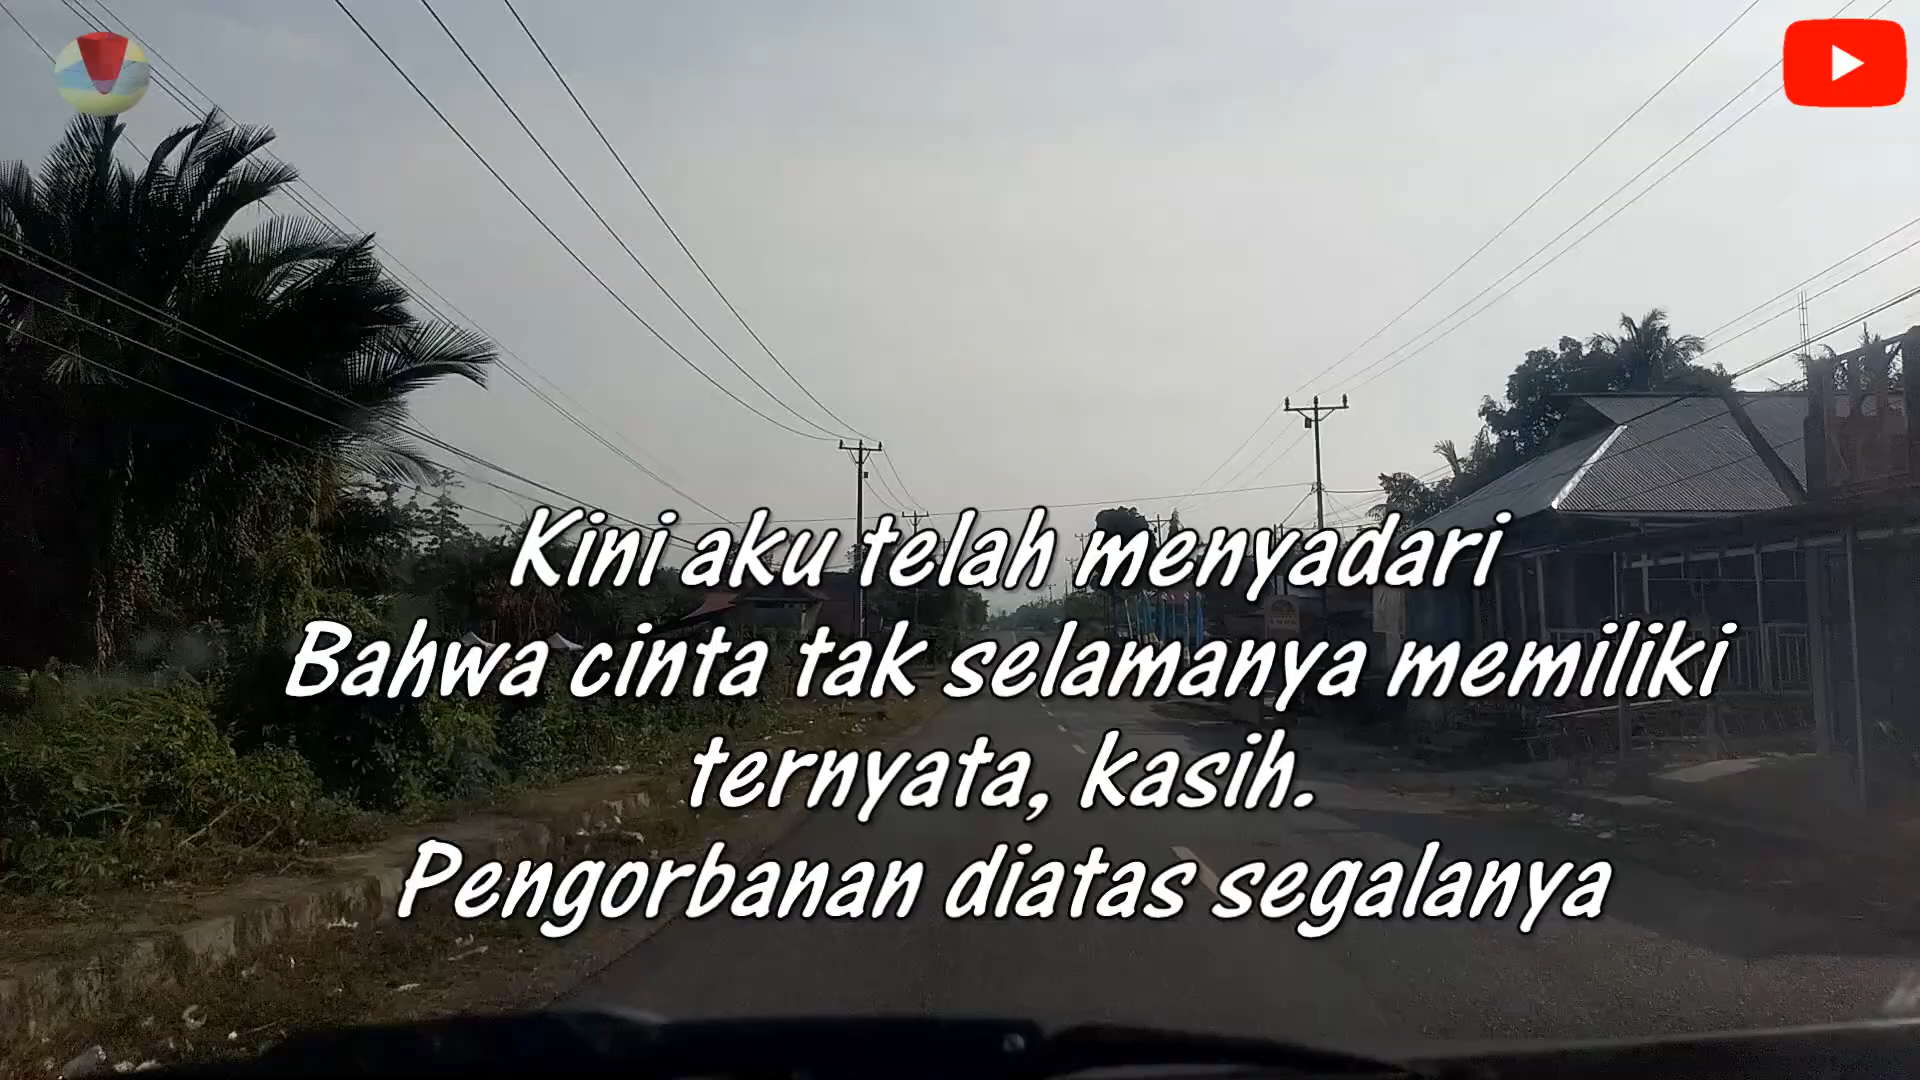 Kini aku telah menyadari
Bahwa cinta tak selamanya memiliki
ternyata, kasih.
Pengorbanan diatas segalanya